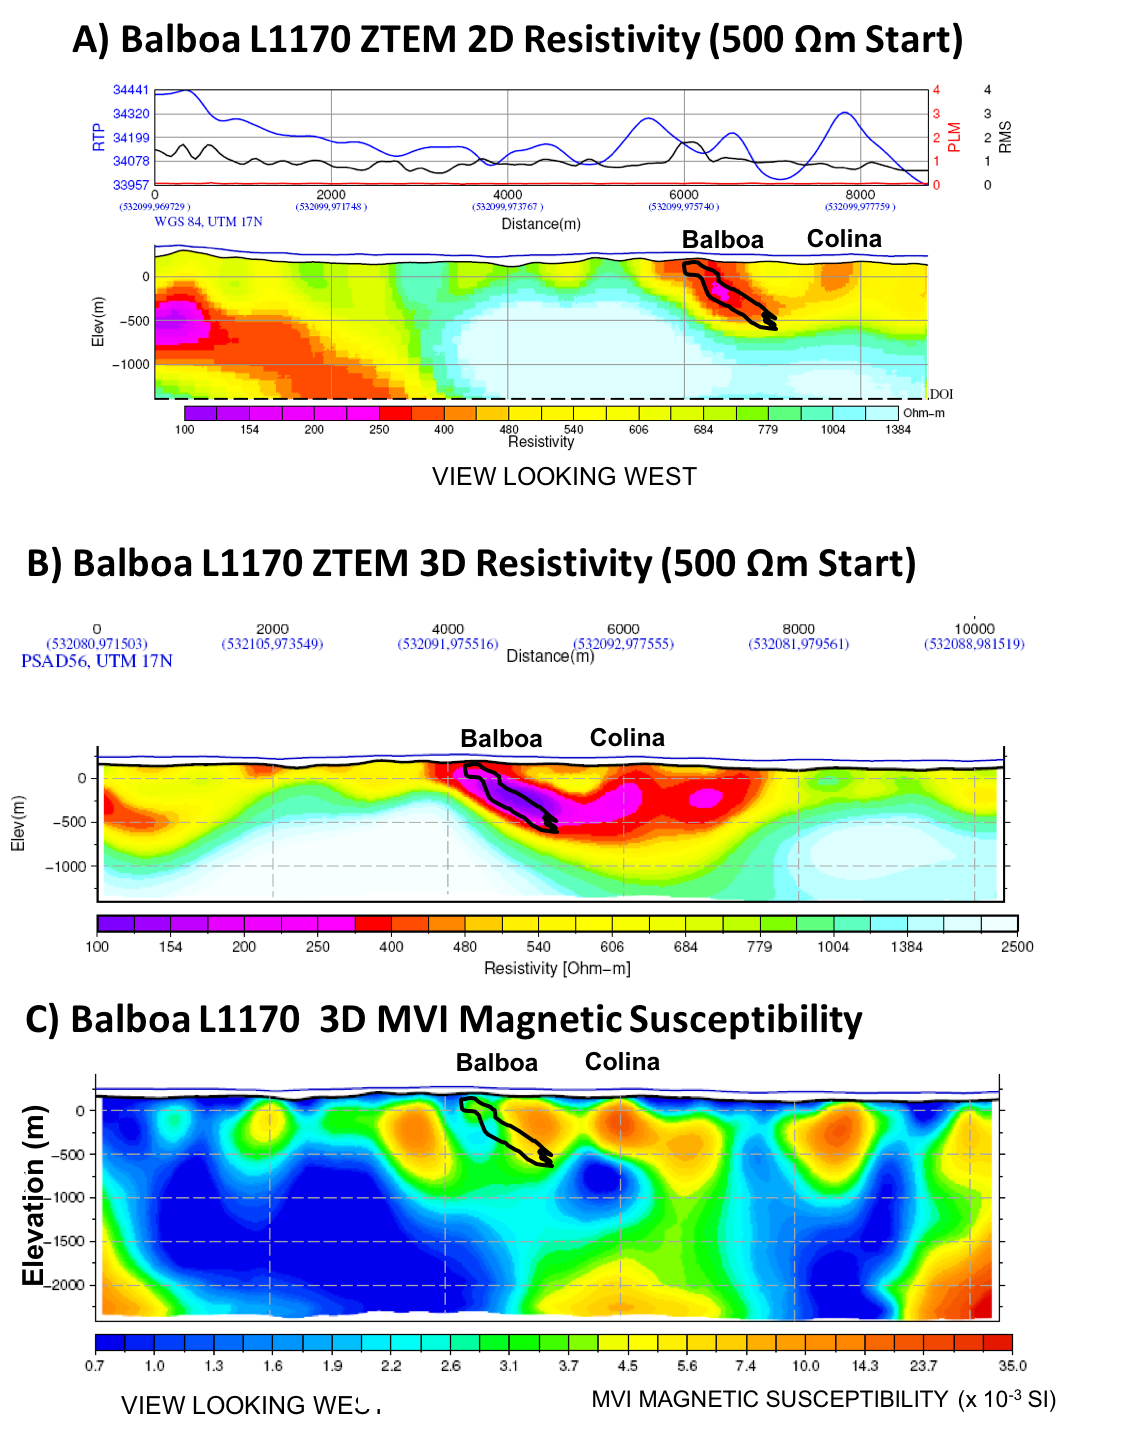 A) Balboa L1170 ZTEM 2D Resistivity (500 Ωm Start)
34441
34320
34199
34078
33957
RTP
4
3
2
1
0
PLM
4
3
2
1
0
RMS
0 2000 4000 6000 8000
(532099,969729 ) (532099,971748 ) (532099,973767 ) (532099,975740 ) (532099,977759 )
WGS 84, UTM 17N
Distance(m)
Balboa Colina
0
−500
−1000
Elev(m)
DOI
100 154 200 250 400 480 540 606 684 779 1004 1384
Ohm−m
Resistivity
VIEW LOOKING WEST
B) Balboa L1170 ZTEM 3D Resistivity (500 Ωm Start)
0 2000 4000 6000 8000 10000
(532080,971503) (532105,973549) (532091,975516) (532092,977555) (532081,979561) (532088,981519)
PSAD56, UTM 17N
Distance(m)
Balboa Colina
0
−500
−1000
Elev(m)
100 154 200 250 400 480 540 606 684 779 1004 1384 2500
Resistivity [Ohm−m]
C) Balboa L1170 3D MVI Magnetic Susceptibility
Balboa Colina
0
−500
−1000
−1500
−2000
Elevation (m)
0.7 1.0 1.3 1.6 1.9 2.2 2.6 3.1 3.7 4.5 5.6 7.4 10.0 14.3 23.7 35.0
VIEW LOOKING WEST
MVI MAGNETIC SUSCEPTIBILITY (x 10⁻³ SI)